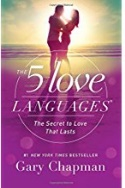 THE
5 love
LANGUAGES®
The Secret to Love
That Lasts
#1 NEW YORK TIMES BESTSELLER
Gary Chapman